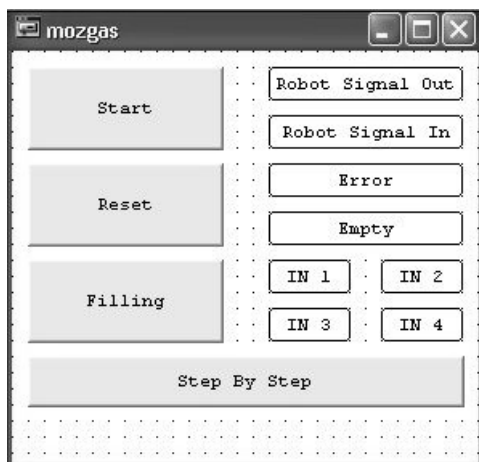 mozgas
Start
Robot Signal Out
Robot Signal In
Reset
Error
Empty
Filling
IN 1
IN 2
IN 3
IN 4
Step By Step